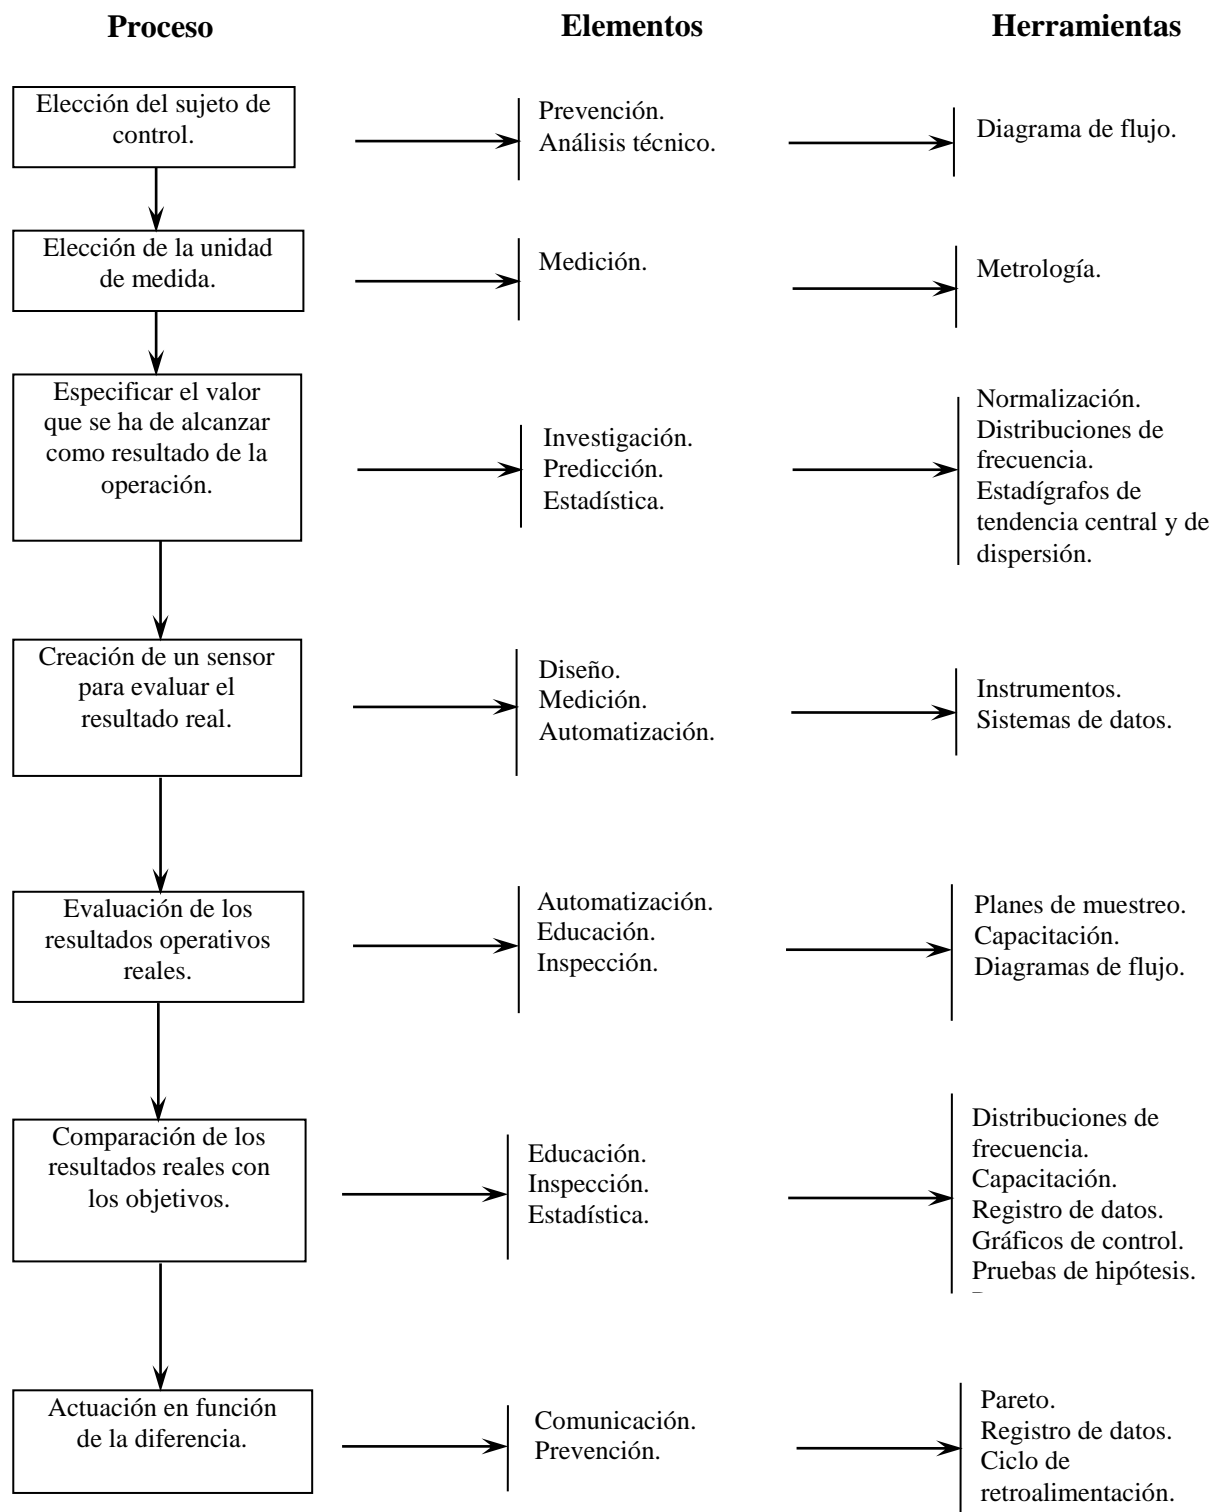 Proceso
Elementos
Herramientas
Elección del sujeto de
control.
Prevención.
Análisis técnico.
Diagrama de flujo.
Elección de la unidad
de medida.
Medición.
Metrología.
Especificar el valor
que se ha de alcanzar
como resultado de la
operación.
Investigación.
Predicción.
Estadística.
Normalización.
Distribuciones de
frecuencia.
Estadígrafos de
tendencia central y de
dispersión.
Creación de un sensor
para evaluar el
resultado real.
Diseño.
Medición.
Automatización.
Instrumentos.
Sistemas de datos.
Evaluación de los
resultados operativos
reales.
Automatización.
Educación.
Inspección.
Planes de muestreo.
Capacitación.
Diagramas de flujo.
Comparación de los
resultados reales con
los objetivos.
Educación.
Inspección.
Estadística.
Distribuciones de
frecuencia.
Capacitación.
Registro de datos.
Gráficos de control.
Pruebas de hipótesis.
Actuación en función
de la diferencia.
Comunicación.
Prevención.
Pareto.
Registro de datos.
Ciclo de
retroalimentación.